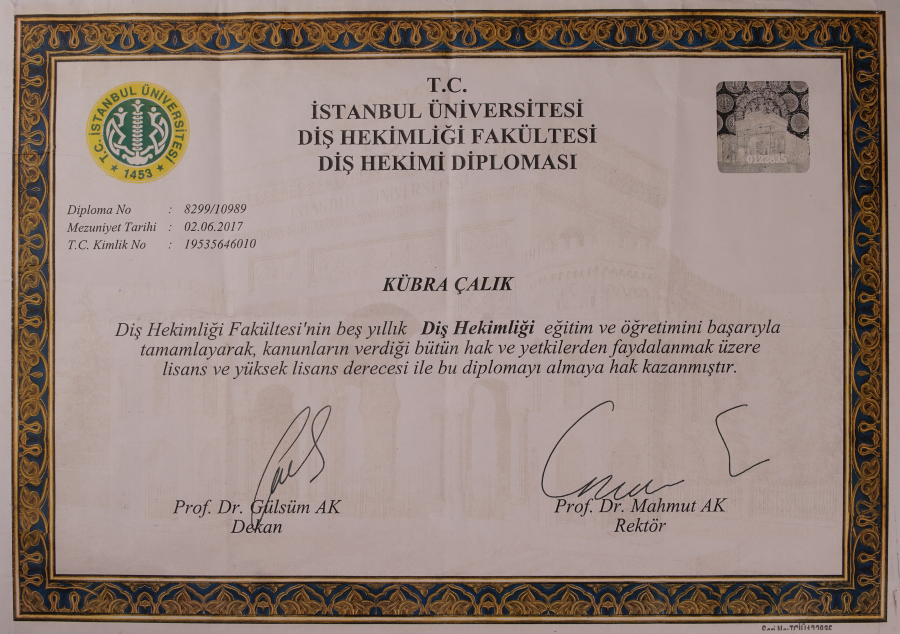 T.C.
İSTANBUL ÜNİVERSİTESİ
DİŞ HEKİMLİĞİ FAKÜLTESİ
DİŞ HEKİMİ DİPLOMASI
T.C. İSTANBUL ÜNİVERSİTESİ
1453
0122835
Diploma No : 8299/10989
Mezuniyet Tarihi : 02.06.2017
T.C. Kimlik No : 19535646010
KÜBRA ÇALIK
Diş Hekimliği Fakültesi'nin beş yıllık Diş Hekimliği eğitim ve öğretimini başarıyla
tamamlayarak, kanunların verdiği bütün hak ve yetkilerden faydalanmak üzere
lisans ve yüksek lisans derecesi ile bu diplomayı almaya hak kazanmıştır.
Prof. Dr. Gülsüm AK
Dekan
Prof. Dr. Mahmut AK
Rektör